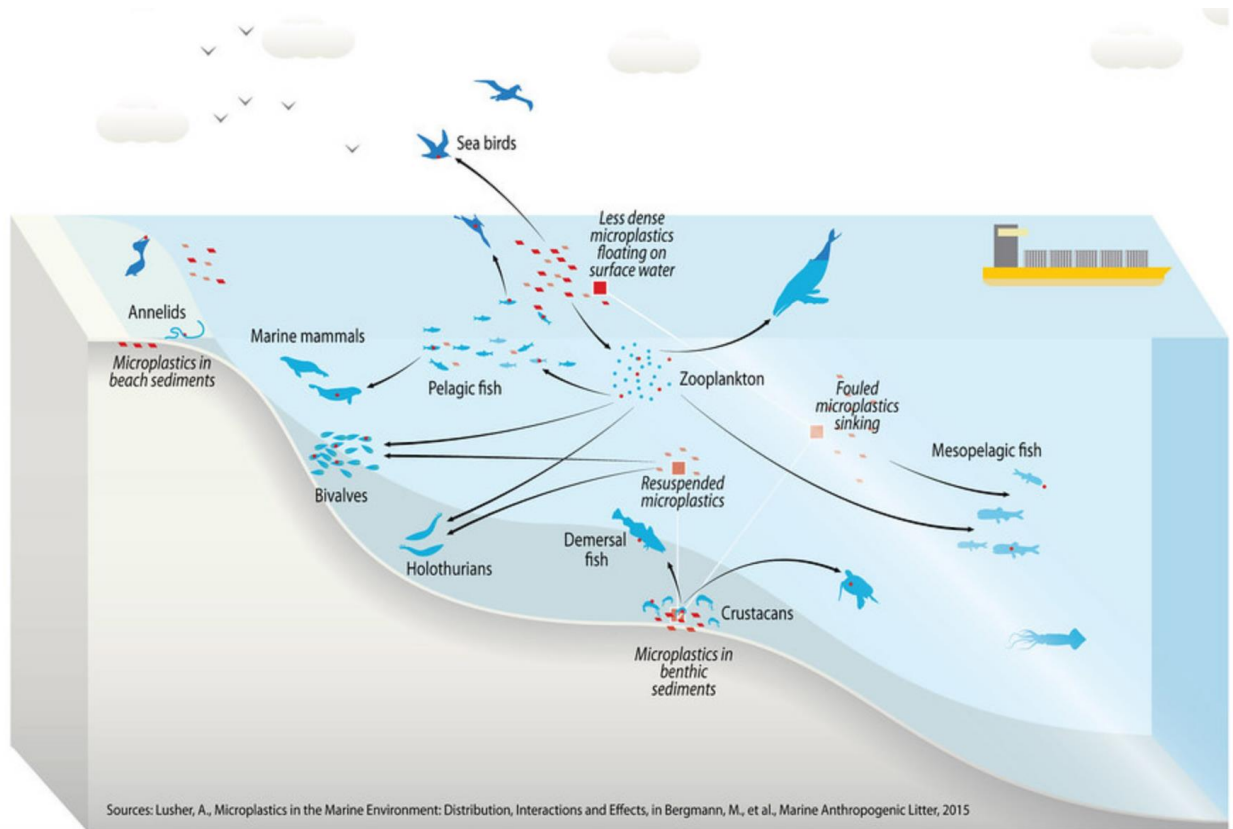 Sea birds
Less dense
microplastics
floating on
surface water
Annelids
Marine mammals
Microplastics in
beach sediments
Pelagic fish
Zooplankton
Fouled
microplastics
sinking
Mesopelagic fish
Resuspended
microplastics
Bivalves
Demersal
fish
Holothurians
Crustacans
Microplastics in
benthic
sediments
Sources: Lusher, A., Microplastics in the Marine Environment: Distribution, Interactions and Effects, in Bergmann, M., et al., Marine Anthropogenic Litter, 2015